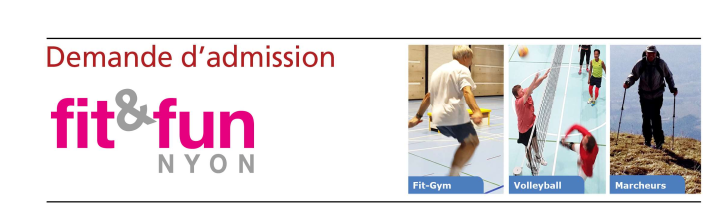 Demande d’admission
fit&fun
NYON
Fit-Gym
Volleyball
Marcheurs